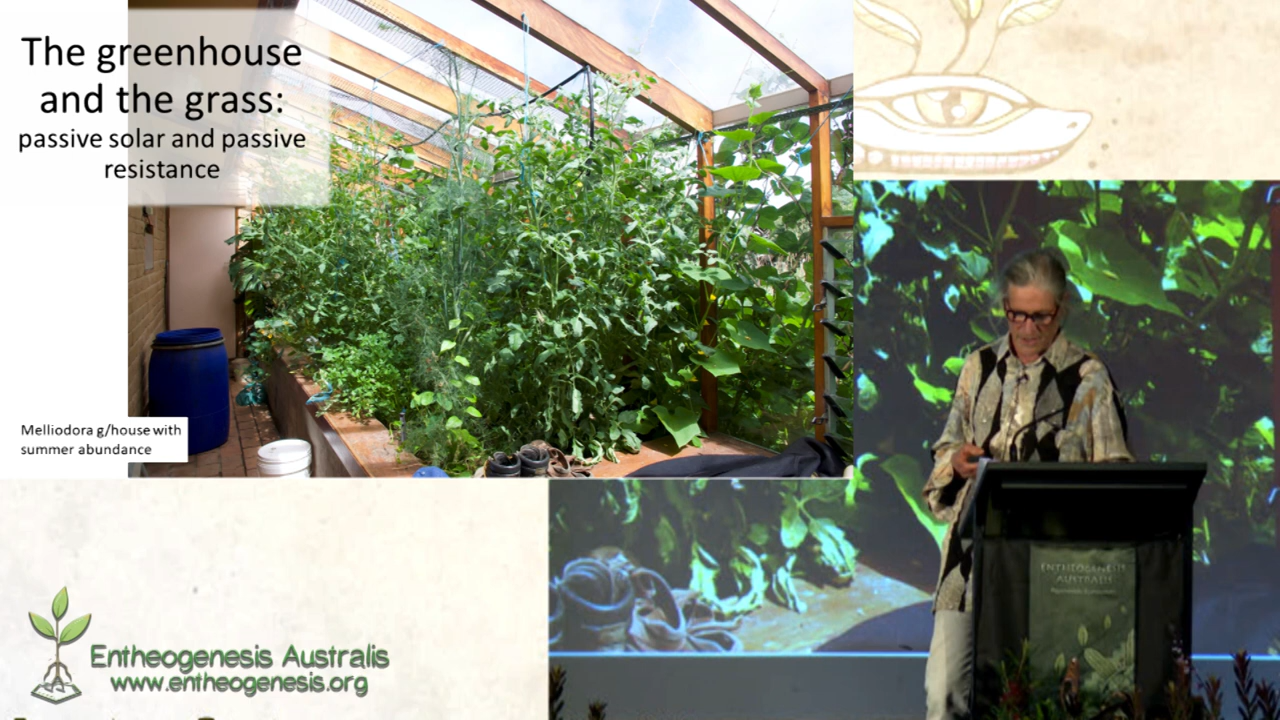 The greenhouse
and the grass:
passive solar and passive
resistance
Melliodora g/house with
summer abundance
ENTHEOGENESIS
AUSTRALIS
Entheogenesis Australis
www.entheogenesis.org